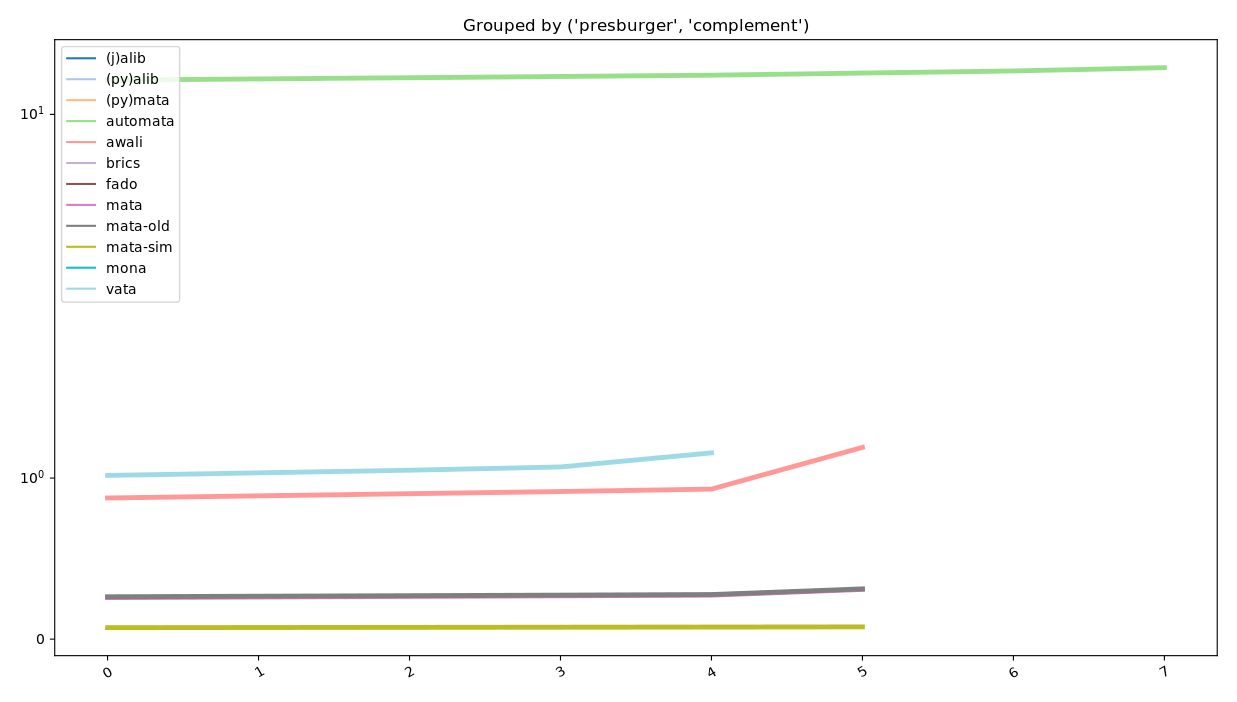 Grouped by ('presburger', 'complement')
(j)alib
(py)alib
(py)mata
automata
awali
brics
fado
mata
mata-old
mata-sim
mona
vata
10¹
10⁰
0
0 1 2 3 4 5 6 7